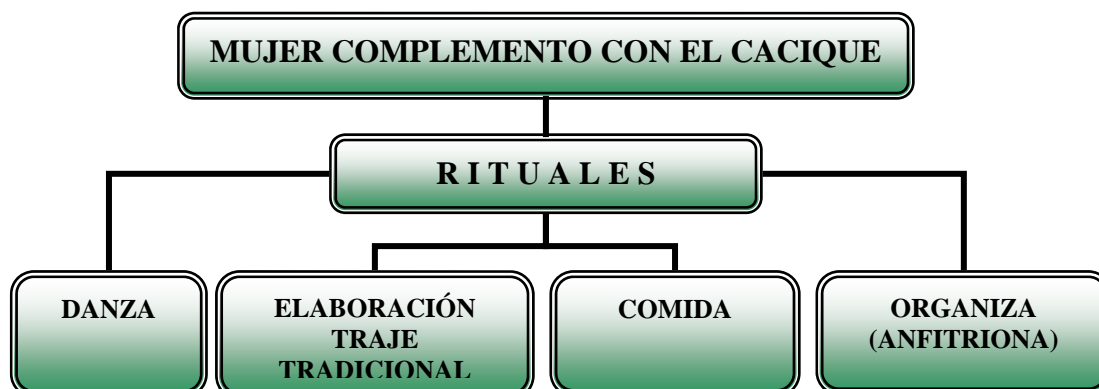 MUJER COMPLEMENTO CON EL CACIQUE
R I T U A L E S
DANZA
ELABORACIÓN
TRAJE
TRADICIONAL
COMIDA
ORGANIZA
(ANFITRIONA)